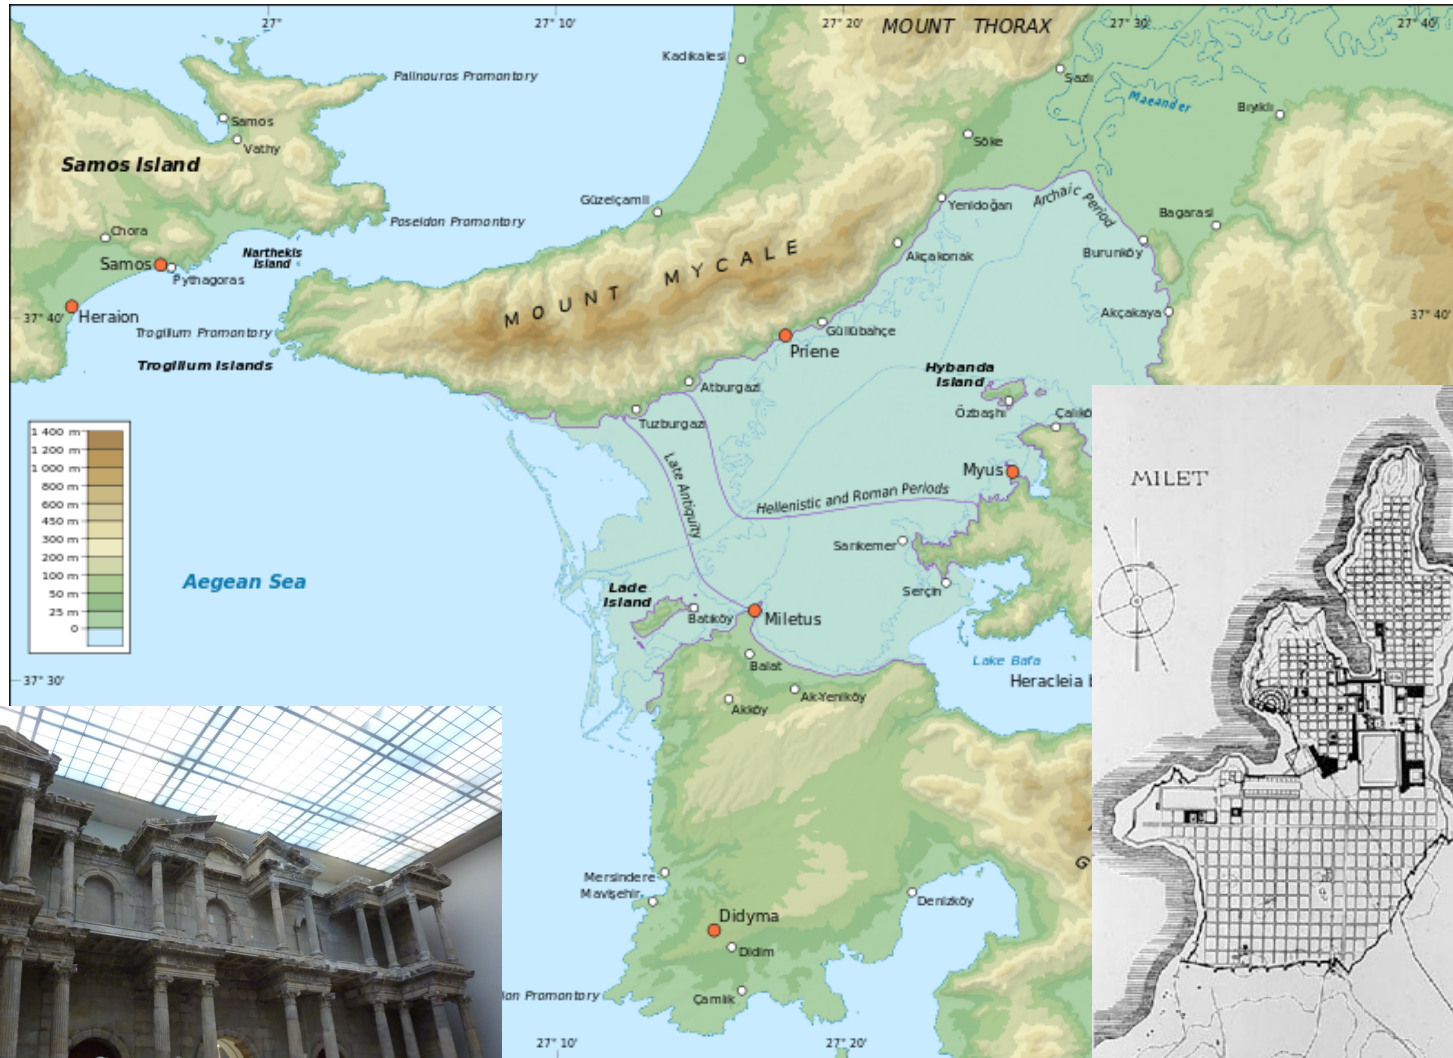 27°
27° 10'
27° 20'
27° 30'
27° 40'
MOUNT THORAX
Kadıkalesi
Palinouros Promontory
Sazlı
Maeander
Bıyıklı
Samos
Vathy
Söke
Samos Island
Güzelçamlı
Yenidoğan
Archaic Period
Poseidon Promontory
Bagarasi
Chora
Narthekis
Island
Akçakonak
Burunköy
Samos
Pythagoras
MOUNT MYCALE
Heraion
37° 40'
Akçakaya
37° 40'
Trogilium Promontory
Güllübahçe
Priene
Trogilium Islands
Hybanda
Island
Atburgazı
Özbaşhı
Çalıkö
Tuzburgazı
1 400 m
1 200 m
1 000 m
800 m
600 m
450 m
300 m
200 m
100 m
50 m
25 m
0
Late Antiquity
Myus
MILET
Hellenistic and Roman Periods
Sarıkemer
Aegean Sea
Lade
Island
Serçin
Batıköy
Miletus
Balat
Lake Bafa
37° 30'
Heracleia
Ak-Yeniköy
Akköy
G
Mersindere
Mavişehir
Denizköy
Didyma
Didim
ion Promontory
Çamlık
27° 10'
27° 20'